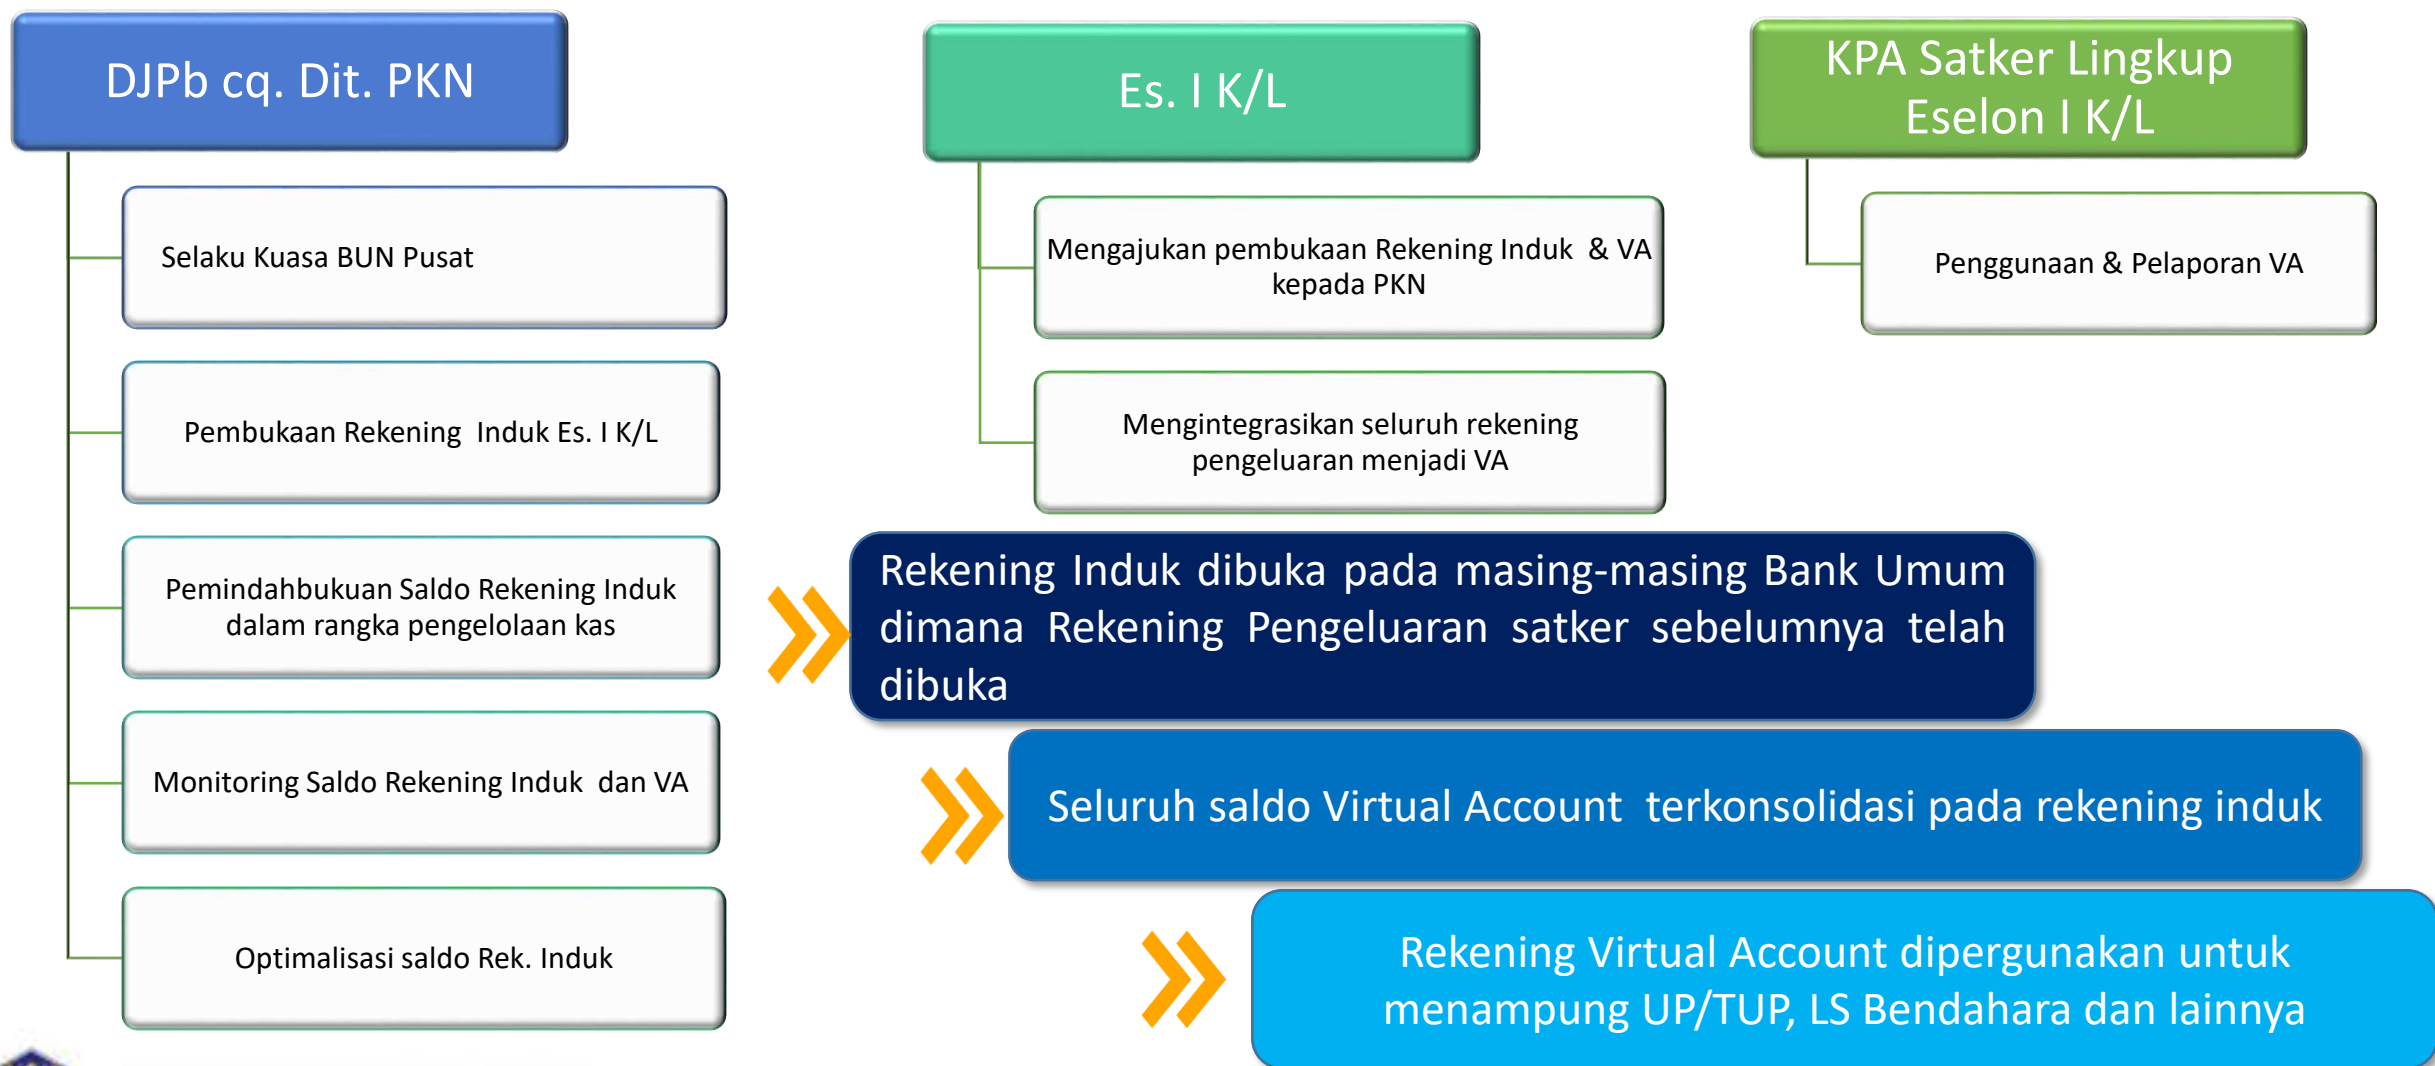 DJPb cq. Dit. PKN
Selaku Kuasa BUN Pusat
Pembukaan Rekening Induk Es. I K/L
Pemindahbukuan Saldo Rekening Induk
dalam rangka pengelolaan kas
Monitoring Saldo Rekening Induk dan VA
Optimalisasi saldo Rek. Induk
Es. I K/L
Mengajukan pembukaan Rekening Induk & VA
kepada PKN
Mengintegrasikan seluruh rekening
pengeluaran menjadi VA
KPA Satker Lingkup
Eselon I K/L
Penggunaan & Pelaporan VA
Rekening Induk dibuka pada masing-masing Bank Umum
dimana Rekening Pengeluaran satker sebelumnya telah
dibuka
Seluruh saldo Virtual Account terkonsolidasi pada rekening induk
Rekening Virtual Account dipergunakan untuk
menampung UP/TUP, LS Bendahara dan lainnya